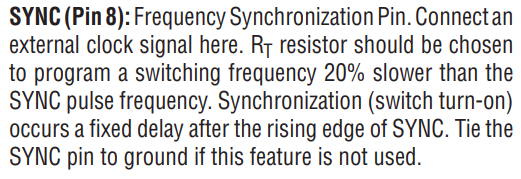 SYNC (Pin 8): Frequency Synchronization Pin. Connect an
external clock signal here. RT resistor should be chosen
to program a switching frequency 20% slower than the
SYNC pulse frequency. Synchronization (switch turn-on)
occurs a fixed delay after the rising edge of SYNC. Tie the
SYNC pin to ground if this feature is not used.